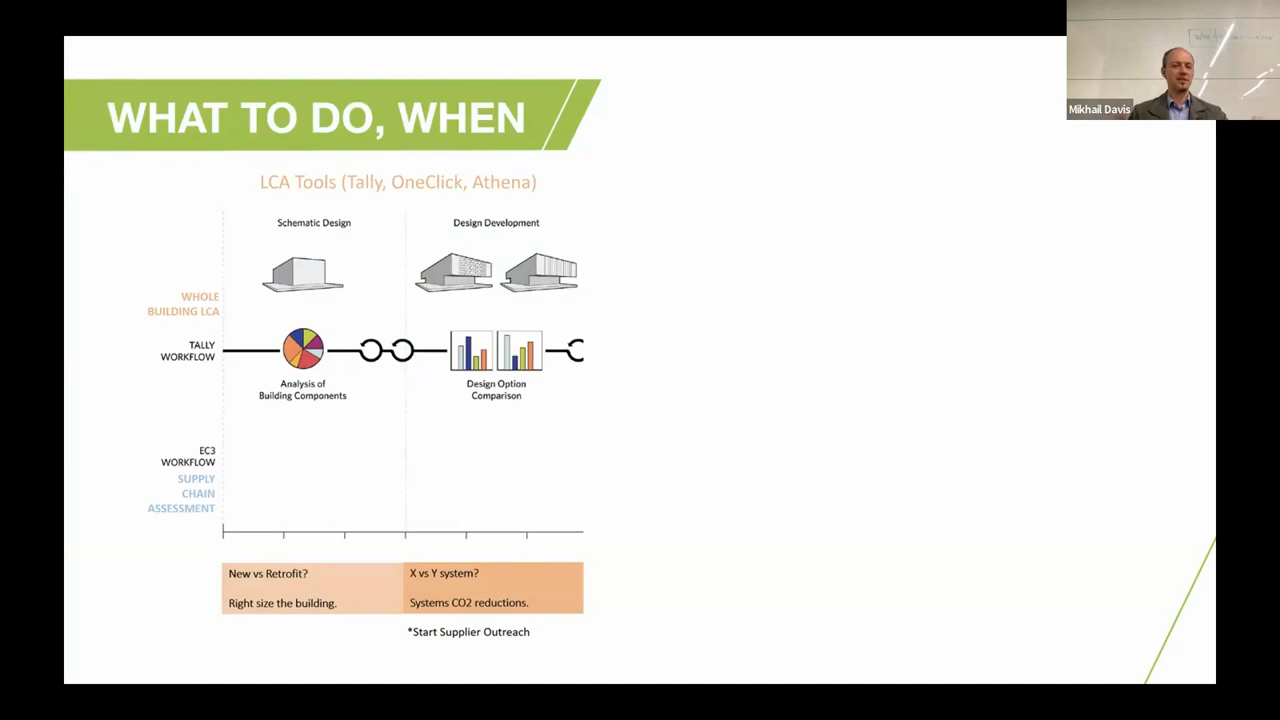 WHAT TO DO, WHEN
Mikhail Davis
LCA Tools (Tally, OneClick, Athena)
Schematic Design
Design Development
WHOLE
BUILDING LCA
TALLY
WORKFLOW
Analysis of
Building Components
Design Option
Comparison
EC3
WORKFLOW
SUPPLY
CHAIN
ASSESSMENT
New vs Retrofit?
X vs Y system?
Right size the building.
Systems CO2 reductions.
*Start Supplier Outreach